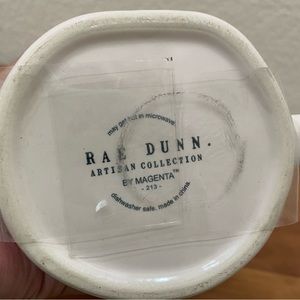 may get hot in microwave.
RAE DUNN.
ARTISAN COLLECTION
BY MAGENTA™
- 213 -
dishwasher safe. made in china.